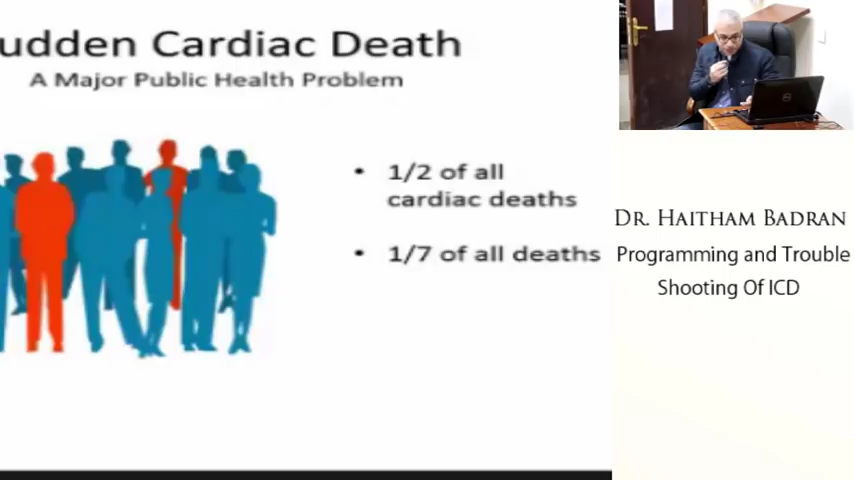 udden Cardiac Death
A Major Public Health Problem
• 1/2 of all
cardiac deaths
• 1/7 of all deaths
DR. HAITHAM BADRAN
Programming and Trouble
Shooting Of ICD